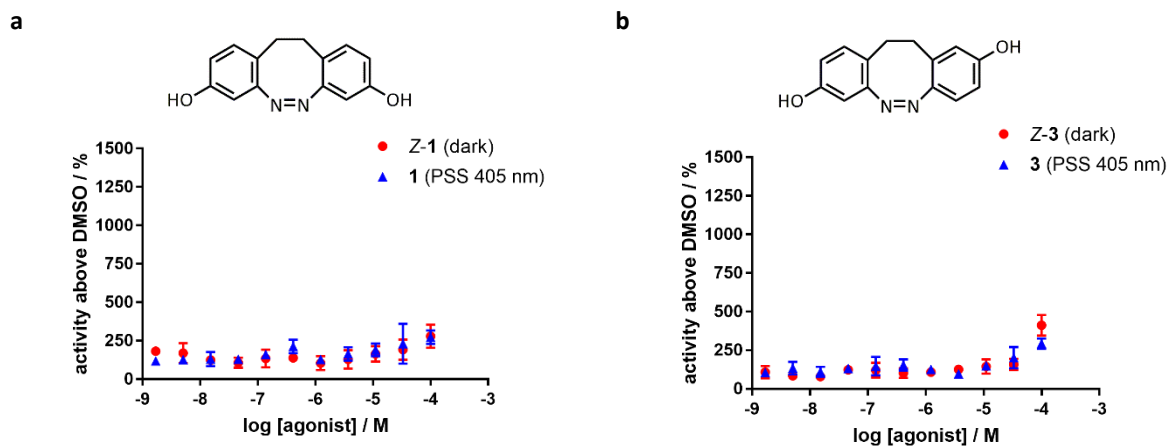 a
HO
N=N
OH
Z-1 (dark)
1 (PSS 405 nm)
activity above DMSO / %
1500
1250
1000
750
500
250
0
-9 -8 -7 -6 -5 -4 -3
log [agonist] / M
b
OH
HO
N=N
Z-3 (dark)
3 (PSS 405 nm)
activity above DMSO / %
1500
1250
1000
750
500
250
0
-9 -8 -7 -6 -5 -4 -3
log [agonist] / M